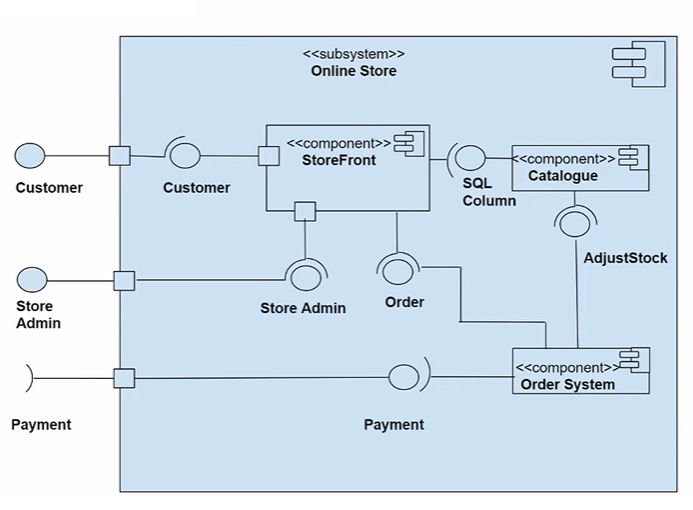 <<subsystem>>
Online Store
<<component>>
StoreFront
<<component>>
Catalogue
Customer
Customer
SQL
Column
AdjustStock
Store
Admin
Store Admin
Order
<<component>>
Order System
Payment
Payment